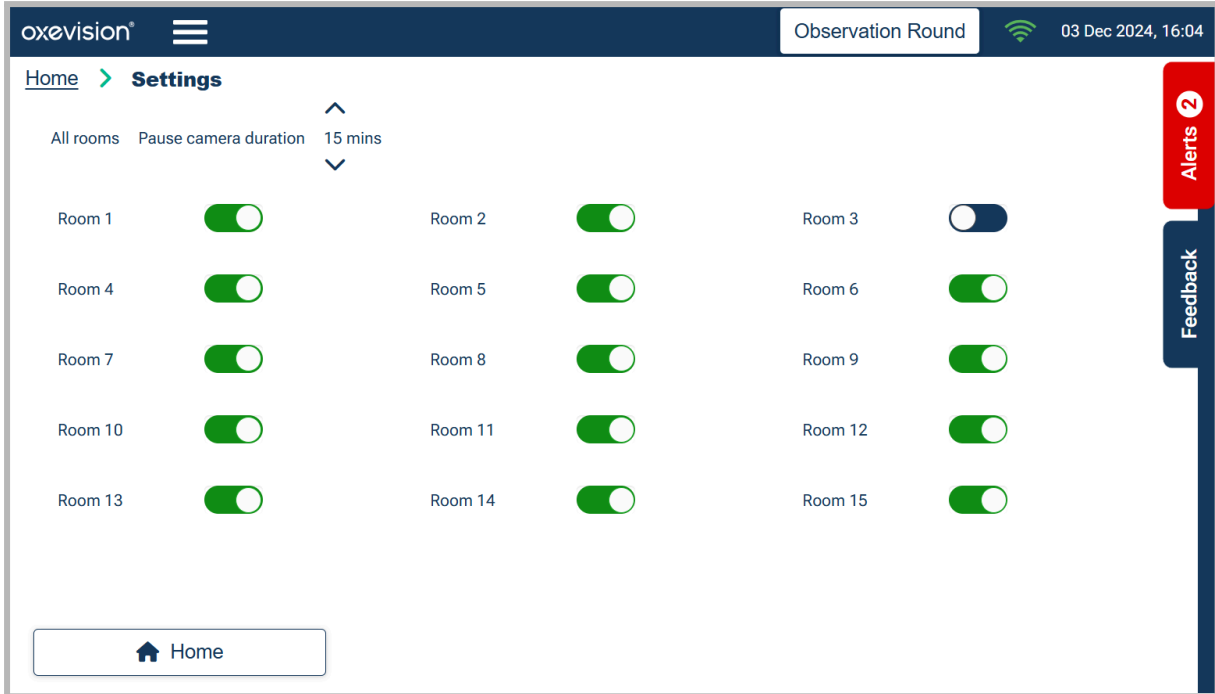 oxevision® Observation Round 03 Dec 2024, 16:04
Home > Settings
All rooms Pause camera duration 15 mins
Room 1 Room 2 Room 3
Room 4 Room 5 Room 6
Room 7 Room 8 Room 9
Room 10 Room 11 Room 12
Room 13 Room 14 Room 15
Home
Alerts 2
Feedback